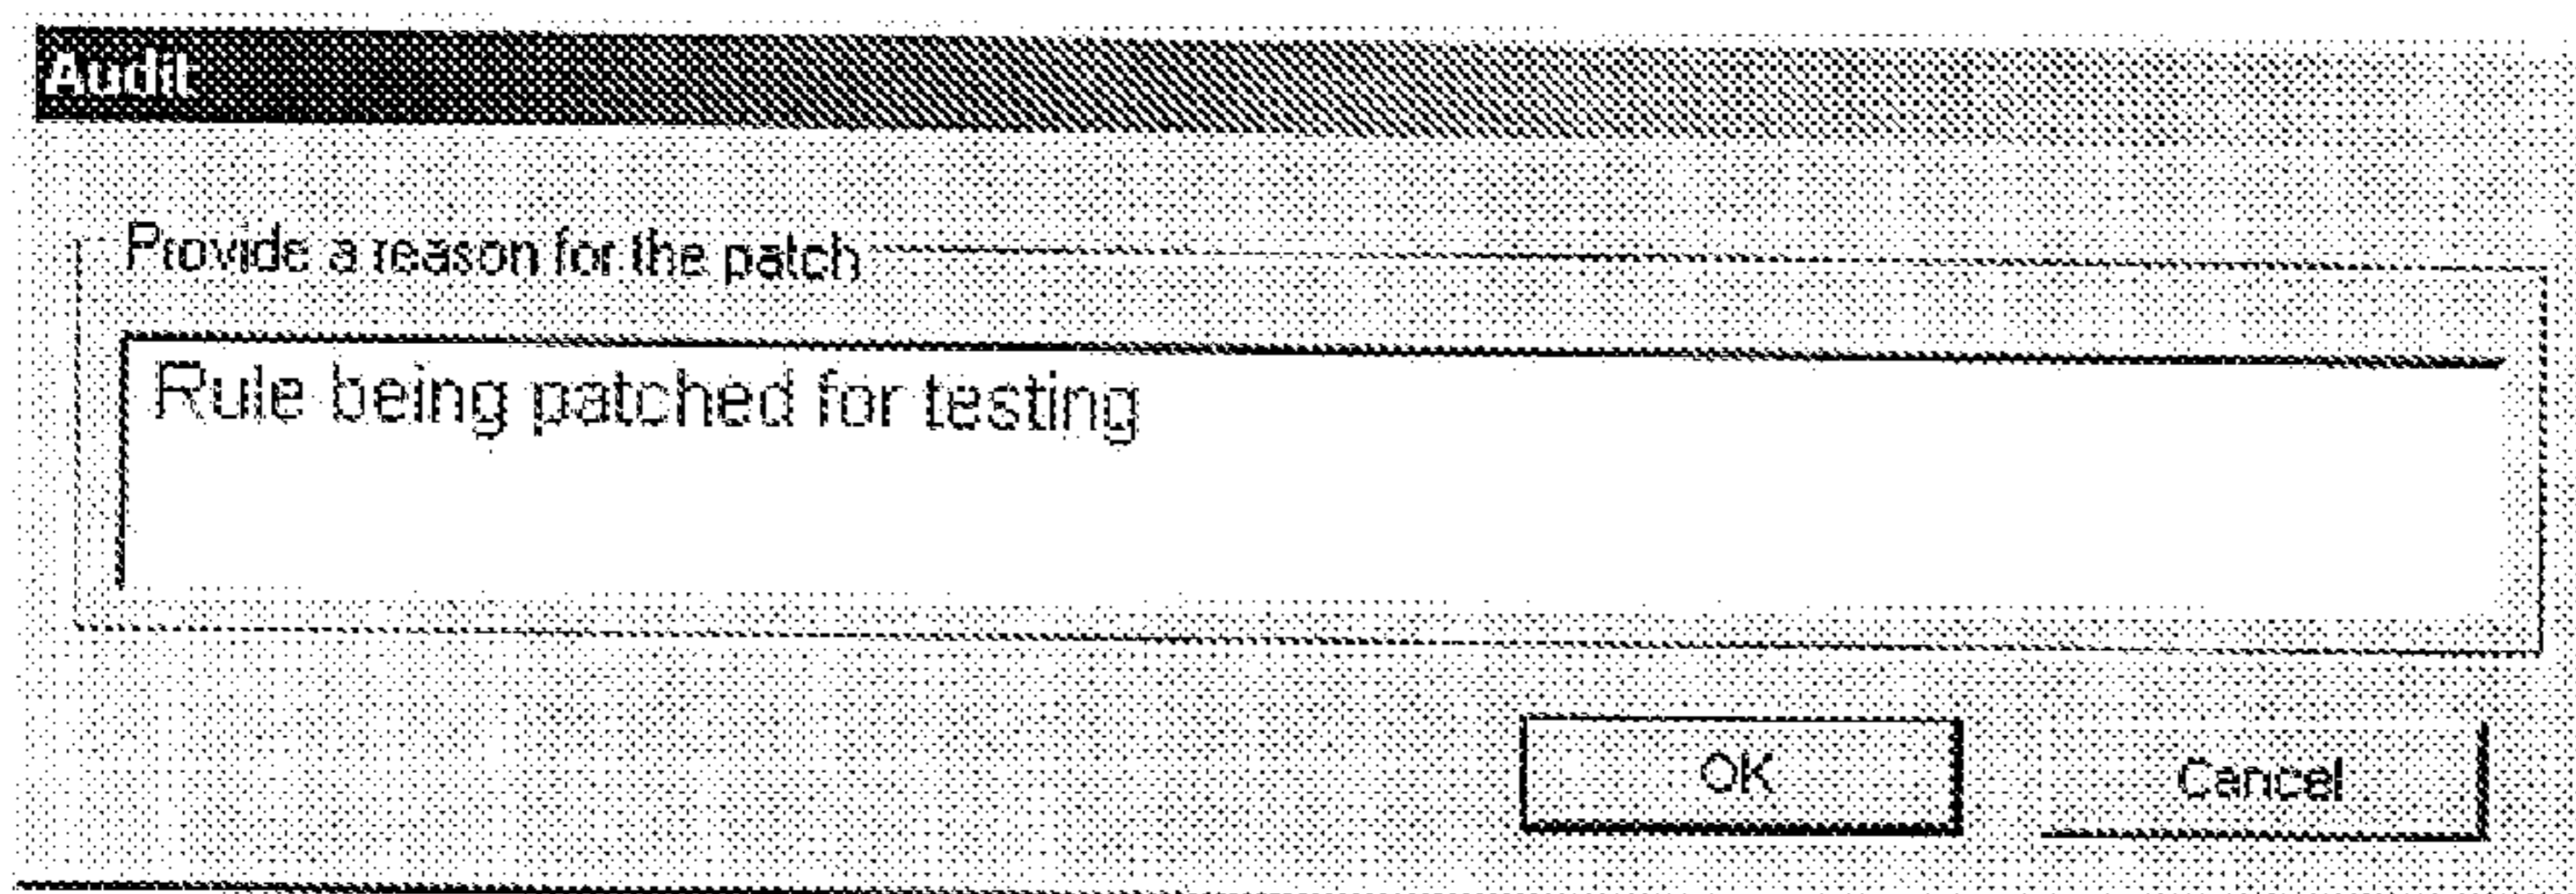 Audit
Provide a reason for the patch
Rule being patched for testing
OK
Cancel